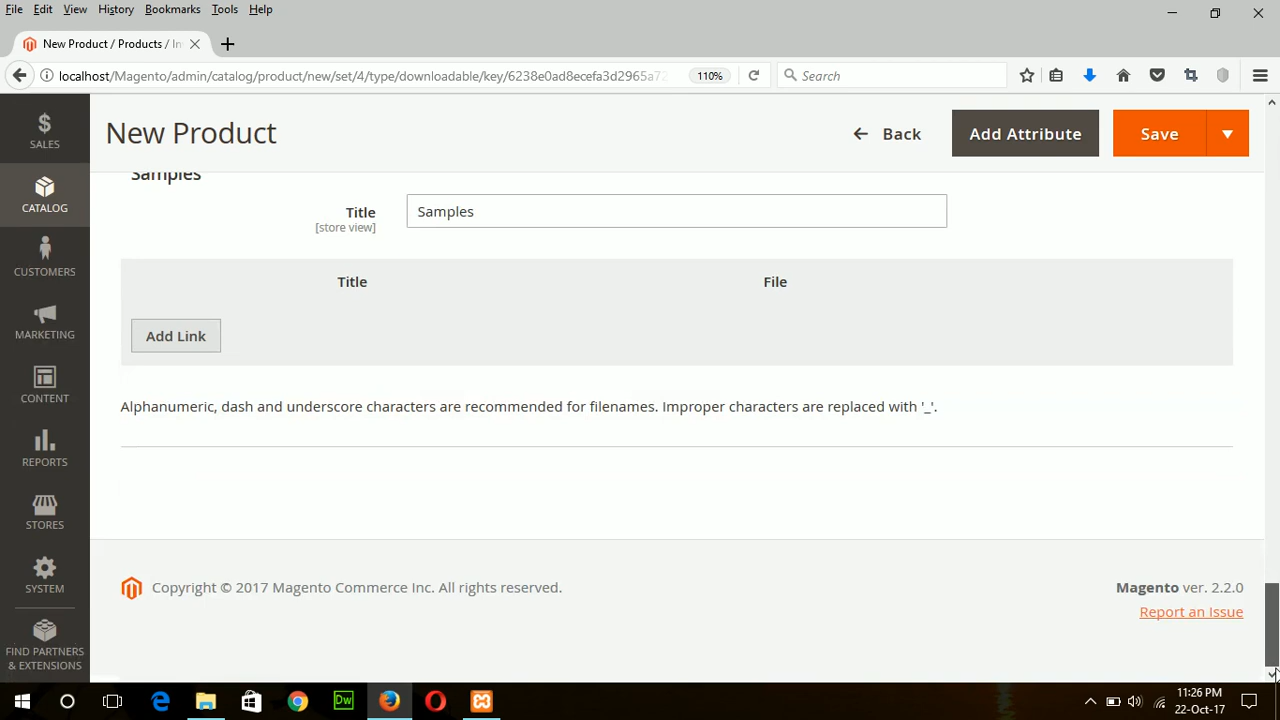 File Edit View History Bookmarks Tools Help
New Product / Products / In
localhost/Magento/admin/catalog/product/new/set/4/type/downloadable/key/6238e0ad8ecefa3d2965a72
110%
Search
New Product
Back
Add Attribute
Save
SALES
CATALOG
CUSTOMERS
MARKETING
CONTENT
REPORTS
STORES
SYSTEM
FIND PARTNERS
& EXTENSIONS
Samples
Title
[store view]
Samples
Title File
Add Link
Alphanumeric, dash and underscore characters are recommended for filenames. Improper characters are replaced with '_'.
Copyright © 2017 Magento Commerce Inc. All rights reserved.
Magento ver. 2.2.0
Report an Issue
Dw
11:26 PM
22-Oct-17